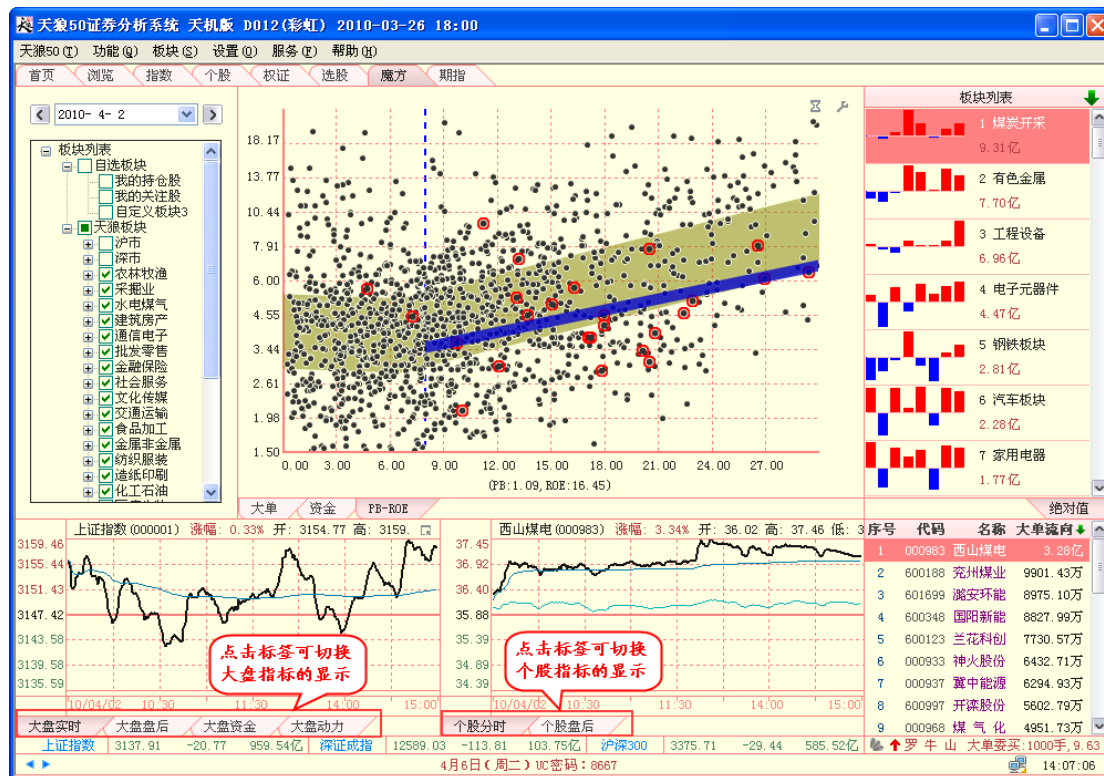 天狼50证券分析系统 天机版 D012(彩虹) 2010-03-26 18:00
天狼50(T) 功能(Q) 板块(S) 设置(O) 服务(F) 帮助(H)
首页 浏览 指数 个股 权证 选股 魔方 期指
2010- 4- 2
板块列表
自选板块
我的持仓股
我的关注股
自定义板块3
天狼板块
沪市
深市
农林牧渔
采掘业
水电煤气
建筑房产
通信电子
批发零售
金融保险
社会服务
文化传媒
交通运输
食品加工
金属非金属
纺织服装
造纸印刷
化工石油
18.17
13.77
10.44
7.91
6.00
4.55
3.44
2.61
1.98
1.50
0.00 3.00 6.00 9.00 12.00 15.00 18.00 21.00 24.00 27.00
(PB:1.09,ROE:16.45)
大单 资金 PB-ROE
板块列表
1 煤炭开采
9.31亿
2 有色金属
7.70亿
3 工程设备
6.96亿
4 电子元器件
4.47亿
5 钢铁板块
2.81亿
6 汽车板块
2.28亿
7 家用电器
1.77亿
绝对值
上证指数(000001) 涨幅: 0.33% 开: 3154.77 高: 3159.
3159.46
3155.44
3151.43
3147.42
3143.58
3139.58
3135.59
10/04/02 10:30 11:30 14:00 15:00
点击标签可切换
大盘指标的显示
大盘实时 大盘盘后 大盘资金 大盘动力
西山煤电(000983) 涨幅: 3.34% 开: 36.02 高: 37.46 低: 3
37.45
36.92
36.40
35.88
35.39
34.89
34.39
10/04/02 10:30 11:30 14:00 15:00
点击标签可切换
个股指标的显示
个股分时 个股盘后
序号 代码 名称 大单流向
1 000983 西山煤电 3.28亿
2 600188 兖州煤业 9901.43万
3 601699 潞安环能 8975.10万
4 600348 国阳新能 8827.99万
5 600123 兰花科创 7730.57万
6 000933 神火股份 6432.71万
7 000937 冀中能源 6294.93万
8 600997 开滦股份 5602.79万
9 000968 煤 气 化 4951.73万
上证指数 3137.91 -20.77 959.54亿 深证成指 12589.03 -113.81 103.75亿 沪深300 3375.71 -29.44 585.52亿 罗 牛 山 大单委买:1000手,9.63
4月6日(周二)UC密码:8667 14:07:06